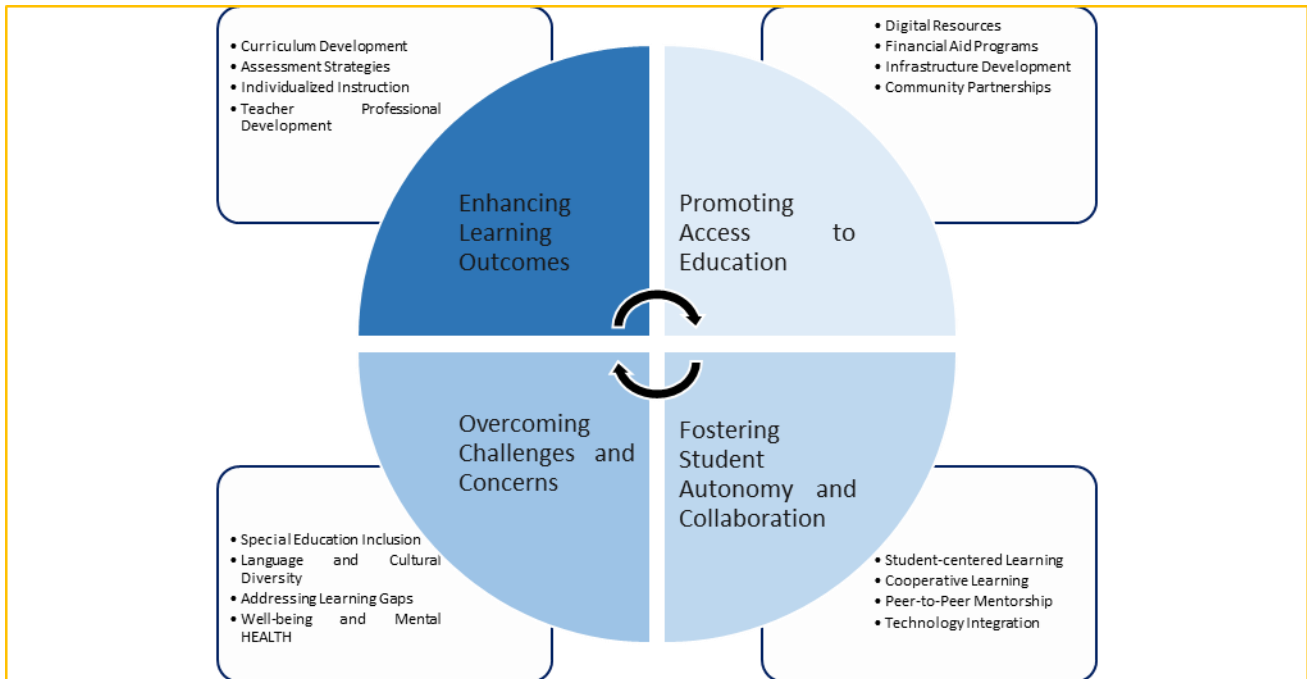 • Curriculum Development
• Assessment Strategies
• Individualized Instruction
• Teacher Professional
Development
• Digital Resources
• Financial Aid Programs
• Infrastructure Development
• Community Partnerships
Enhancing
Learning
Outcomes
Promoting
Access to
Education
Overcoming
Challenges and
Concerns
Fostering
Student
Autonomy and
Collaboration
• Special Education Inclusion
• Language and Cultural
Diversity
• Addressing Learning Gaps
• Well-being and Mental
HEALTH
• Student-centered Learning
• Cooperative Learning
• Peer-to-Peer Mentorship
• Technology Integration